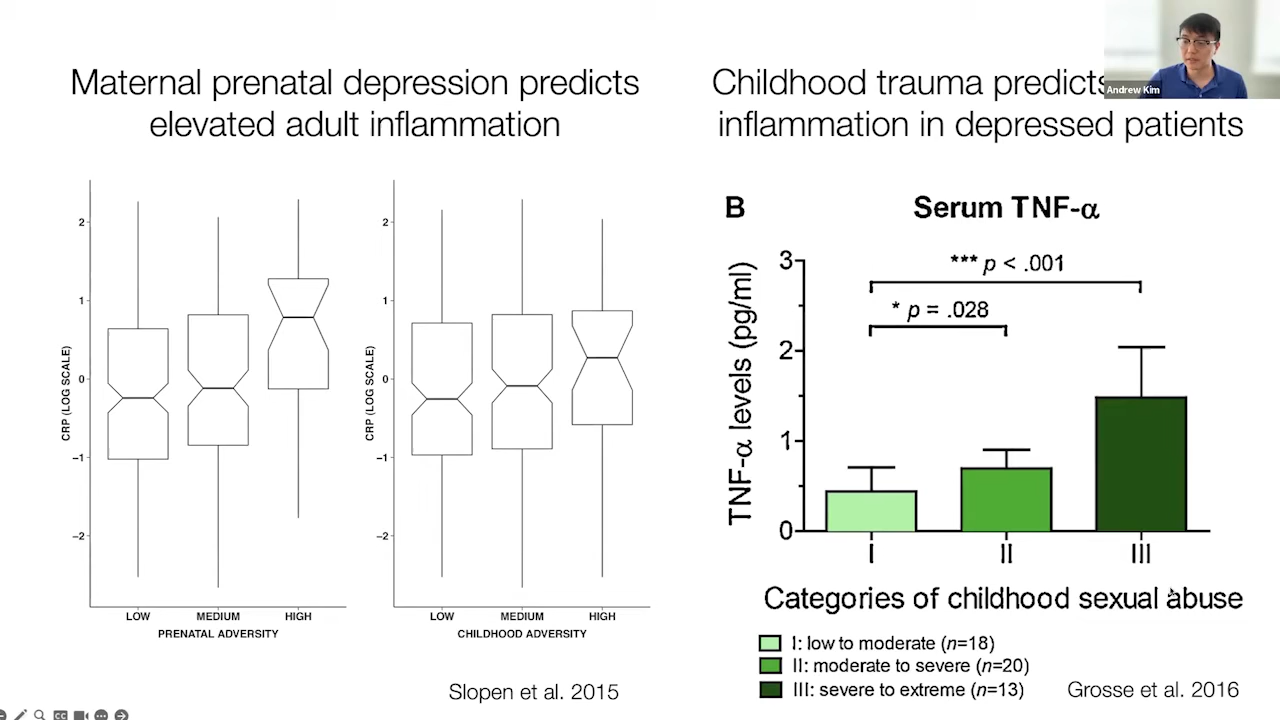 Maternal prenatal depression predicts
elevated adult inflammation
2
1
0
−1
−2
CRP (LOG SCALE)
LOW MEDIUM HIGH
PRENATAL ADVERSITY
2
1
0
−1
−2
CRP (LOG SCALE)
LOW MEDIUM HIGH
CHILDHOOD ADVERSITY
Slopen et al. 2015
Childhood trauma predicts
inflammation in depressed patients
Andrew Kim
B Serum TNF-α
*** p < .001
* p = .028
3
2
1
0
TNF-α levels (pg/ml)
I II III
Categories of childhood sexual abuse
I: low to moderate (n=18)
II: moderate to severe (n=20)
III: severe to extreme (n=13)
Grosse et al. 2016
CC